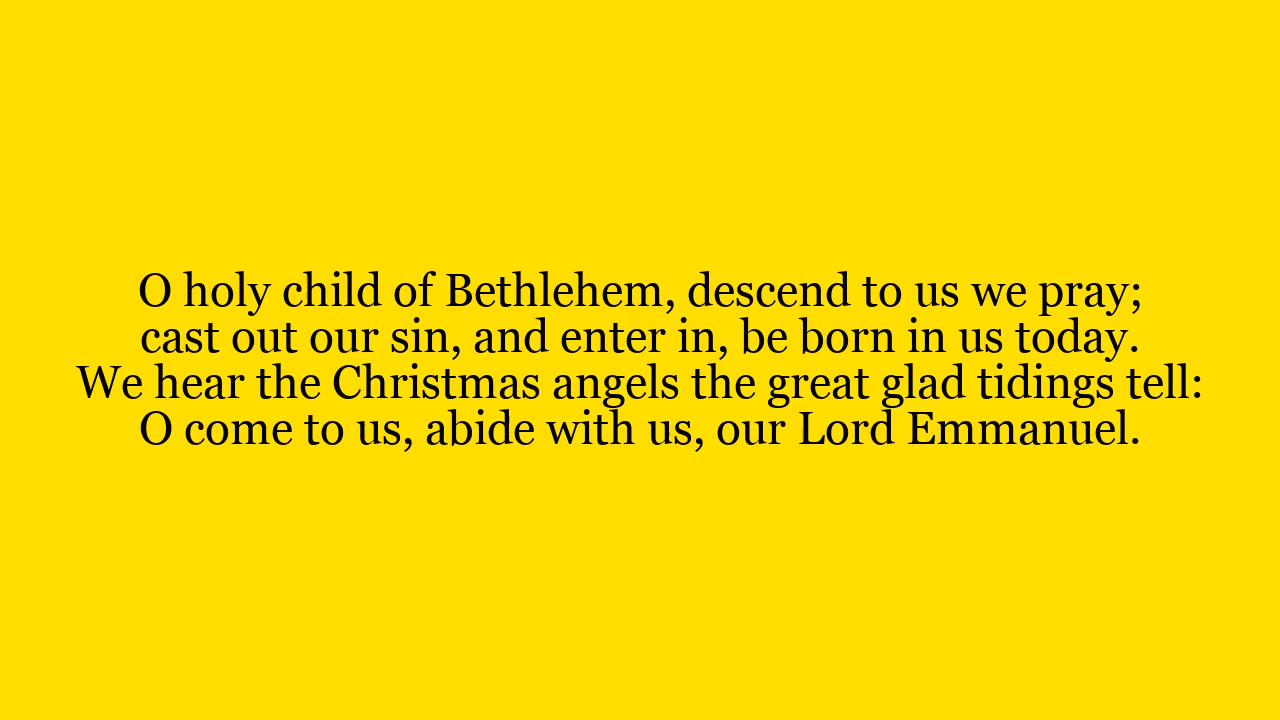 O holy child of Bethlehem, descend to us we pray;
cast out our sin, and enter in, be born in us today.
We hear the Christmas angels the great glad tidings tell:
O come to us, abide with us, our Lord Emmanuel.